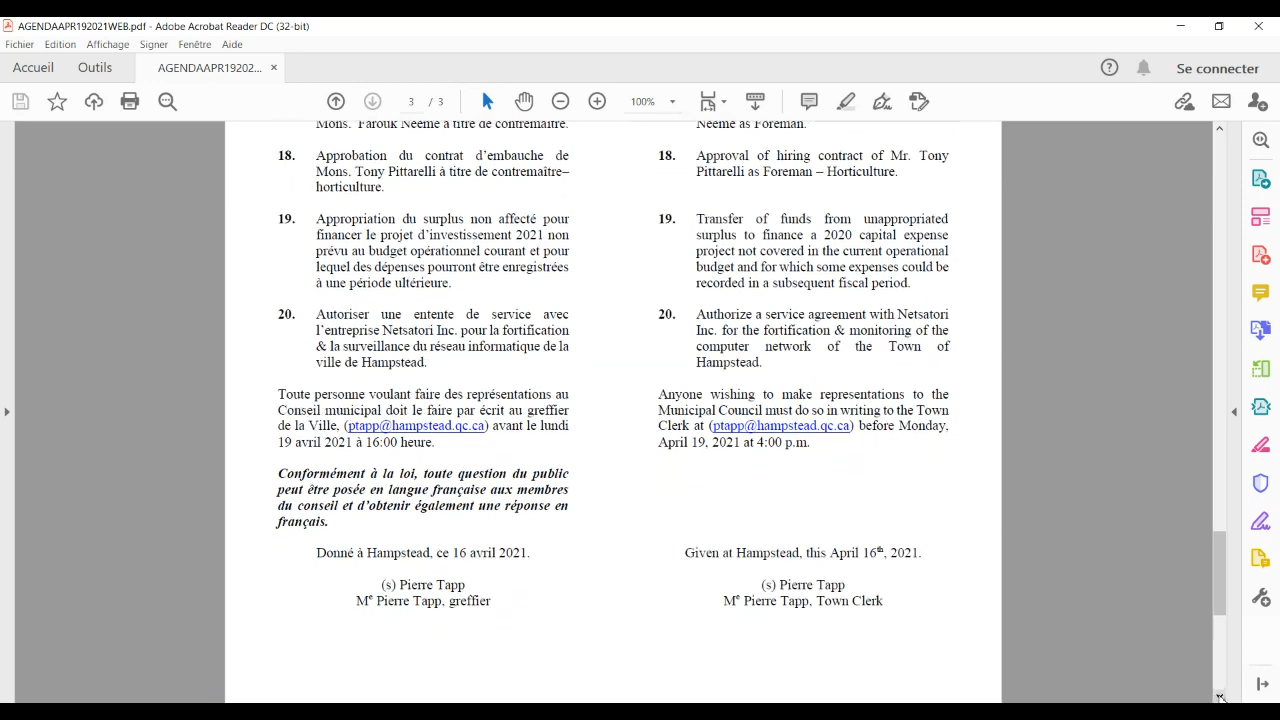 AGENDAAPR192021WEB.pdf - Adobe Acrobat Reader DC (32-bit)
Fichier Edition Affichage Signer Fenêtre Aide
Accueil Outils AGENDAAPR19202... × Se connecter
3 / 3 100%
Mons. Farouk Neeme à titre de contremaître.
18. Approbation du contrat d'embauche de
Mons. Tony Pittarelli à titre de contremaître–
horticulture.
19. Appropriation du surplus non affecté pour
financer le projet d'investissement 2021 non
prévu au budget opérationnel courant et pour
lequel des dépenses pourront être enregistrées
à une période ultérieure.
20. Autoriser une entente de service avec
l'entreprise Netsatori Inc. pour la fortification
& la surveillance du réseau informatique de la
ville de Hampstead.
Toute personne voulant faire des représentations au
Conseil municipal doit le faire par écrit au greffier
de la Ville, (ptapp@hampstead.qc.ca) avant le lundi
19 avril 2021 à 16:00 heure.
Conformément à la loi, toute question du public
peut être posée en langue française aux membres
du conseil et d'obtenir également une réponse en
français.
Donné à Hampstead, ce 16 avril 2021.
(s) Pierre Tapp
Me Pierre Tapp, greffier
Neeme as Foreman.
18. Approval of hiring contract of Mr. Tony
Pittarelli as Foreman – Horticulture.
19. Transfer of funds from unappropriated
surplus to finance a 2020 capital expense
project not covered in the current operational
budget and for which some expenses could be
recorded in a subsequent fiscal period.
20. Authorize a service agreement with Netsatori
Inc. for the fortification & monitoring of the
computer network of the Town of
Hampstead.
Anyone wishing to make representations to the
Municipal Council must do so in writing to the Town
Clerk at (ptapp@hampstead.qc.ca) before Monday,
April 19, 2021 at 4:00 p.m.
Given at Hampstead, this April 16th, 2021.
(s) Pierre Tapp
Me Pierre Tapp, Town Clerk